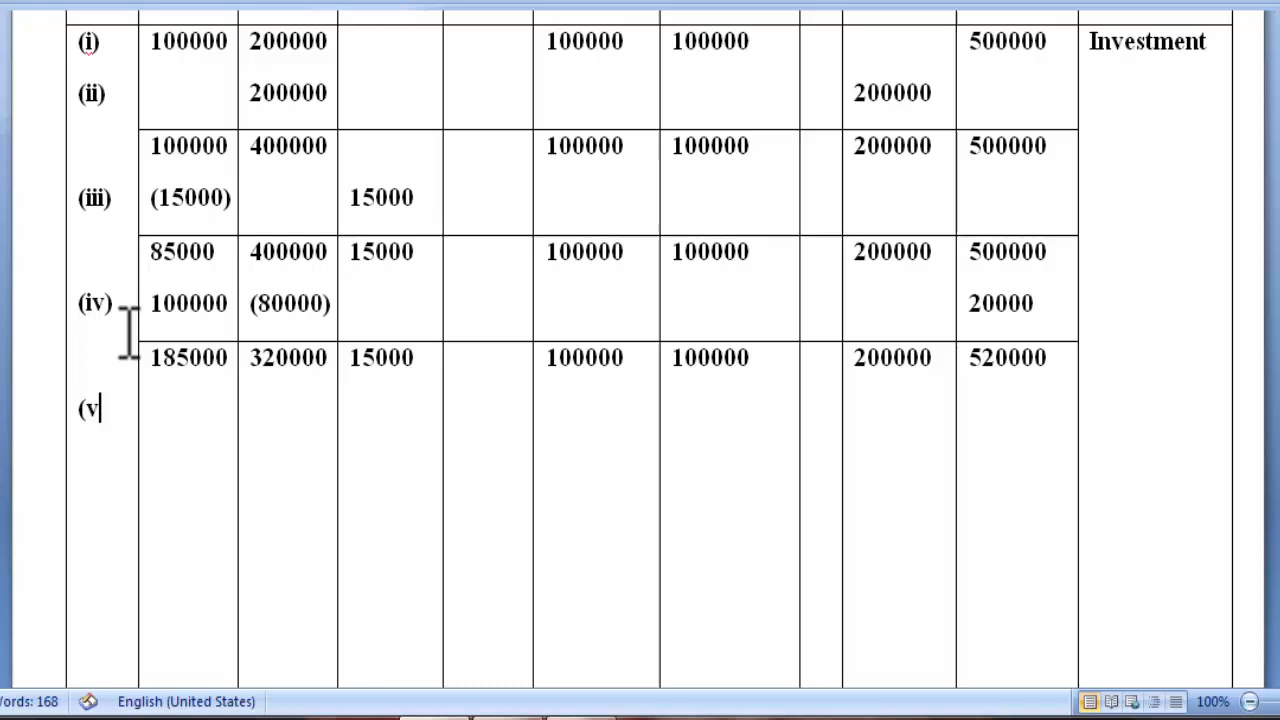 (i) 100000 200000 100000 100000 500000 Investment
(ii) 200000 200000
100000 400000 100000 100000 200000 500000
(iii) (15000) 15000
85000 400000 15000 100000 100000 200000 500000
(iv) 100000 (80000) 20000
185000 320000 15000 100000 100000 200000 520000
(v
ords: 168 English (United States) 100%